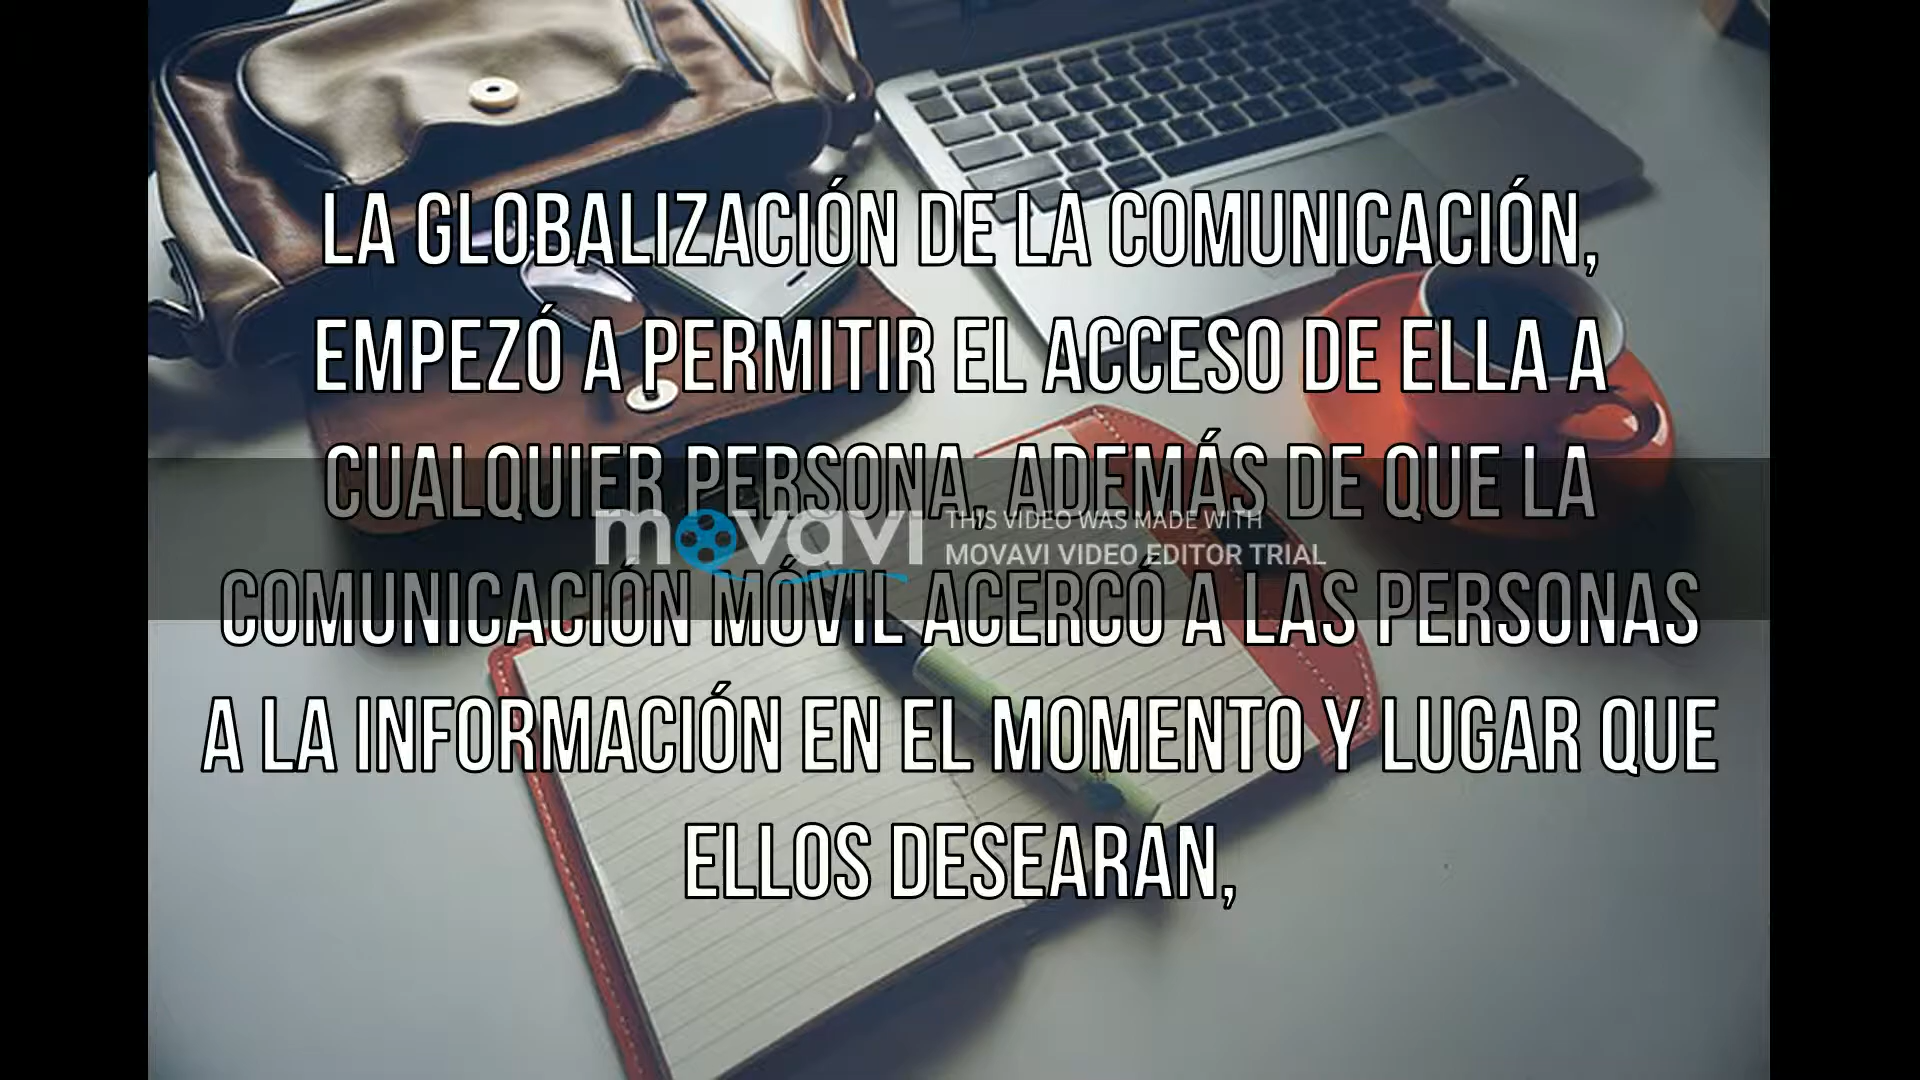 LA GLOBALIZACIÓN DE LA COMUNICACIÓN,
EMPEZÓ A PERMITIR EL ACCESO DE ELLA A
CUALQUIER PERSONA, ADEMÁS DE QUE LA
movavi THIS VIDEO WAS MADE WITH
MOVAVI VIDEO EDITOR TRIAL
COMUNICACIÓN MÓVIL ACERCÓ A LAS PERSONAS
A LA INFORMACIÓN EN EL MOMENTO Y LUGAR QUE
ELLOS DESEARAN,